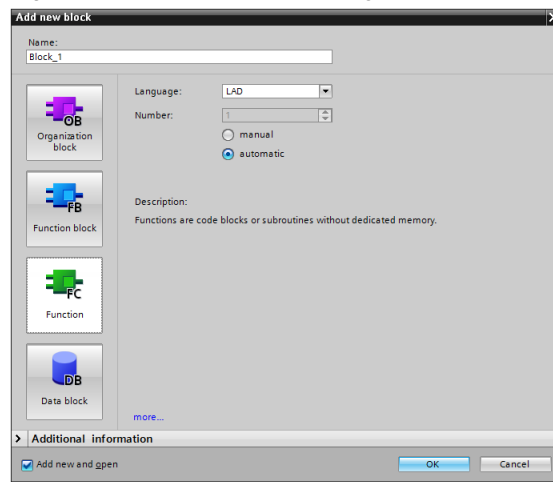 Add new block
Name:
Block_1
OB
Organization
block
FB
Function block
FC
Function
DB
Data block
Language:
LAD
Number:
1
manual
automatic
Description:
Functions are code blocks or subroutines without dedicated memory.
more...
Additional information
Add new and open
OK
Cancel